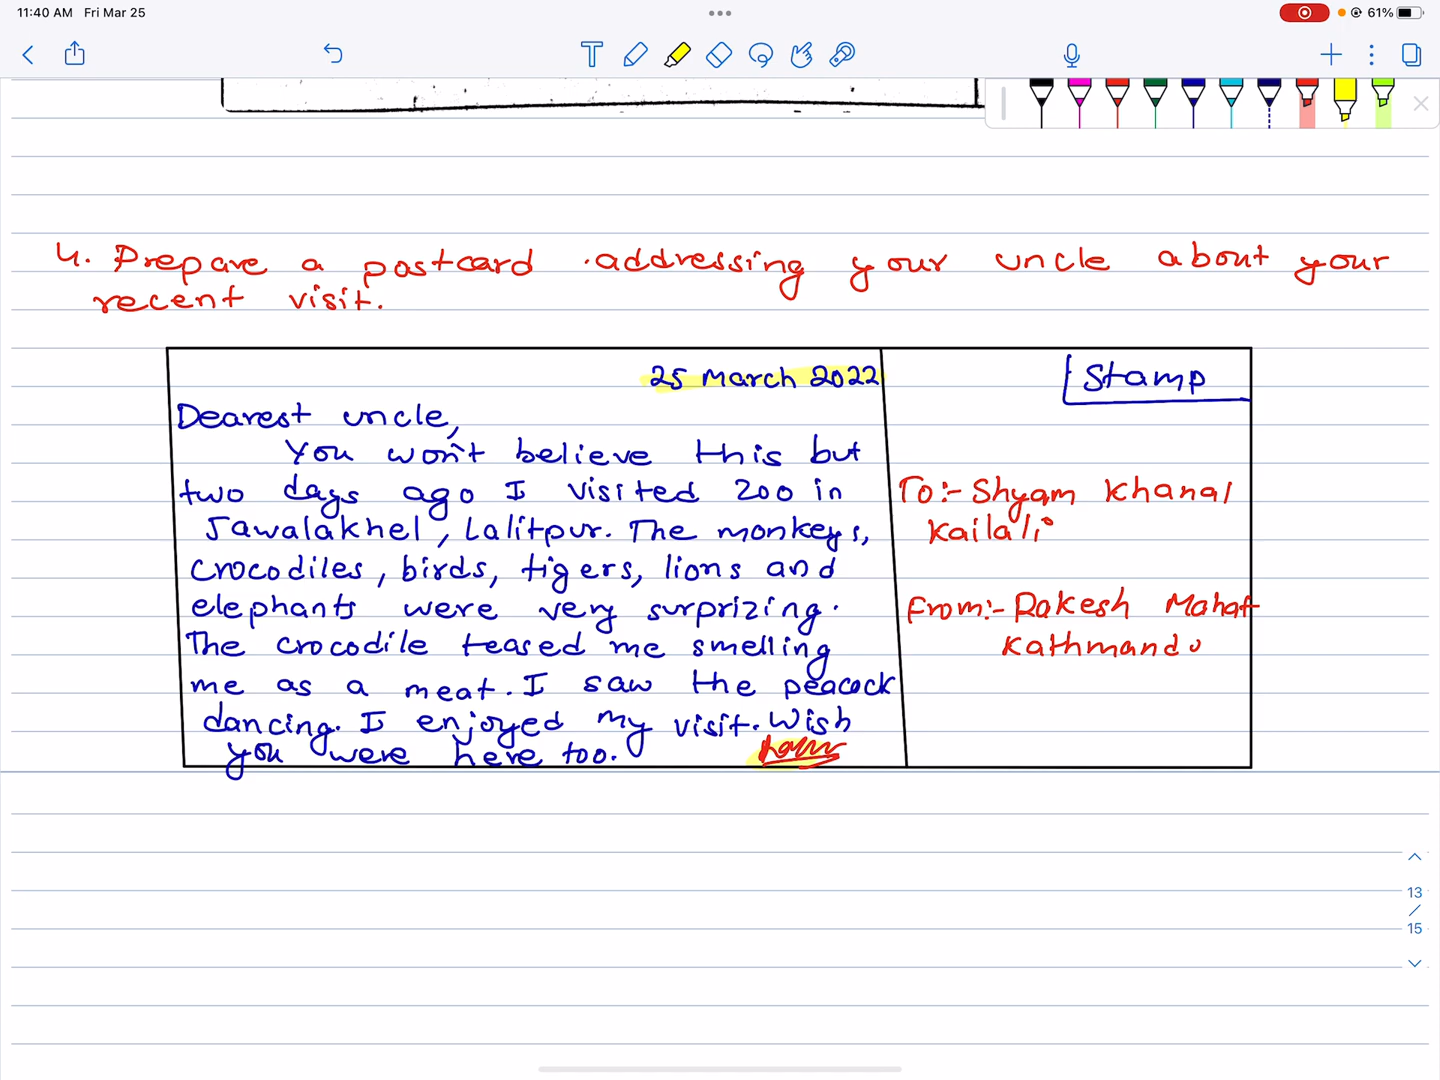 11:40 AM Fri Mar 25
61%
4. Prepare a postcard addressing your uncle about your
recent visit.
25 March 2022
Stamp
Dearest uncle,
You won't believe this but
two days ago I visited zoo in
Jawalakhel, Lalitpur. The monkeys,
crocodiles, birds, tigers, lions and
elephants were very surprizing.
The crocodile teased me smelling
me as a meat. I saw the peacock
dancing. I enjoyed my visit. Wish
you were here too.
To:- Shyam Khanal
Kailali
From:- Rakesh Mahat
Kathmandu
13
/
15